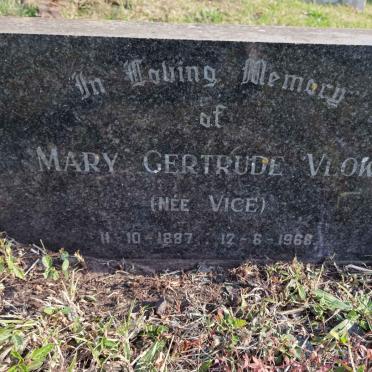 In Loving Memory
of
MARY GERTRUDE VLOK
(NÉE VICE)
11-10-1887 12-6-1968